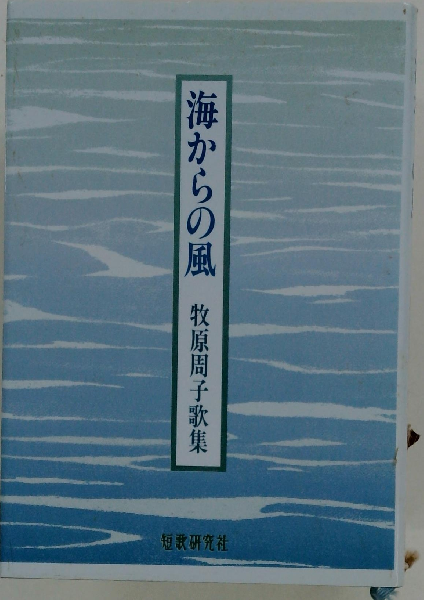 海からの風
牧原周子歌集
短歌研究社